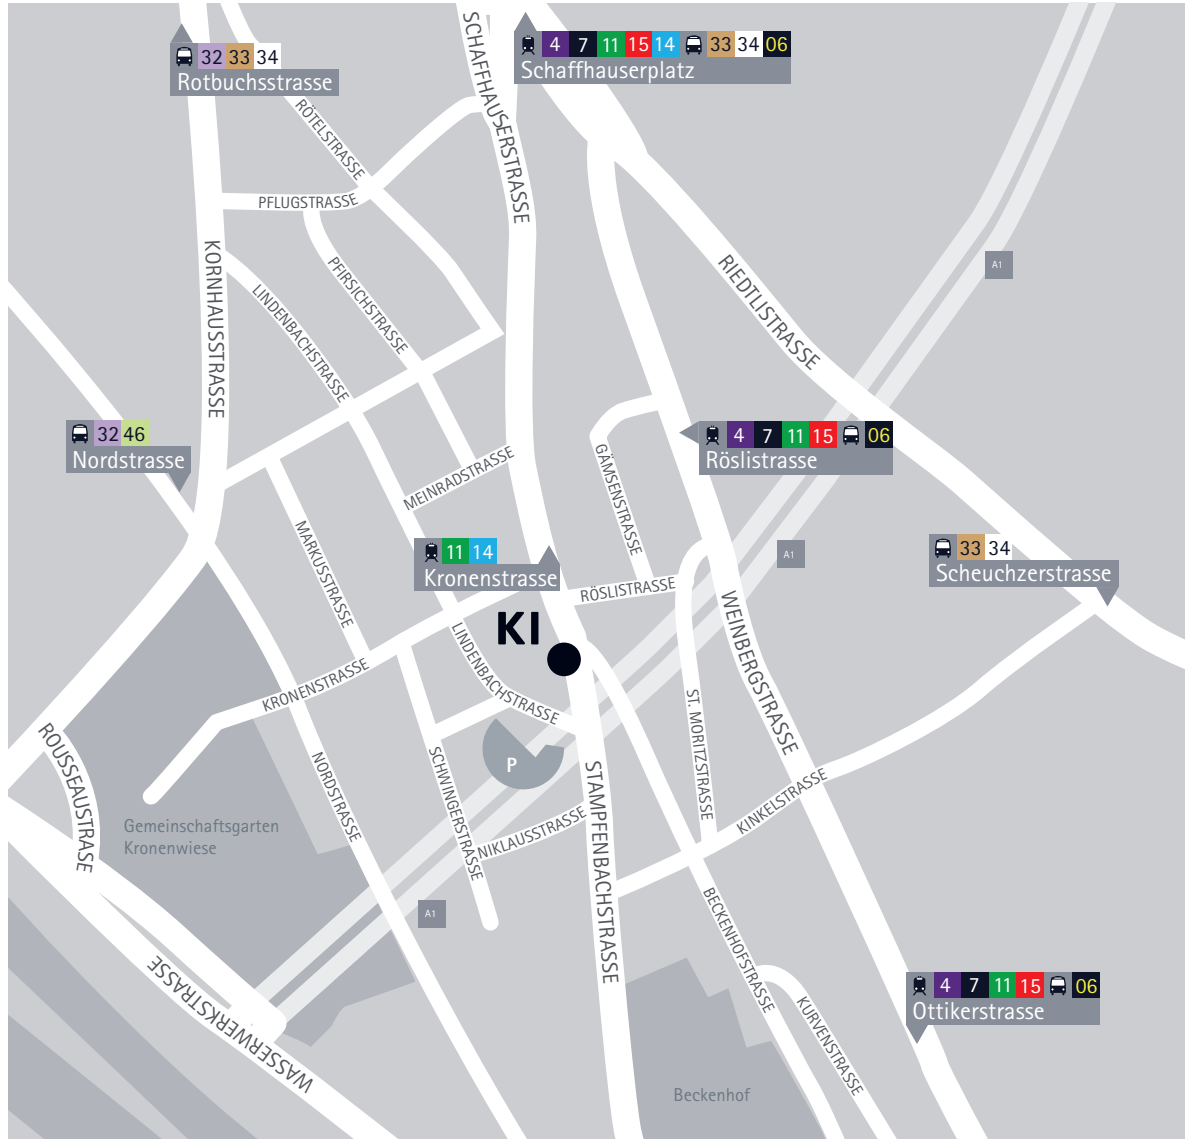 32 33 34
Rotbuchsstrasse
4 7 11 15 14 33 34 06
Schaffhauserplatz
SCHAFFHAUSERSTRASSE
RÖTELSTRASSE
PFLUGSTRASSE
KORNHAUSSTRASSE
LINDENBACHSTRASSE
PFIRSICHSTRASSE
RIEDTLISTRASSE
A1
32 46
Nordstrasse
4 7 11 15 06
Röslistrasse
MEINRADSTRASSE
GÄMSENSTRASSE
MARKUSSTRASSE
11 14
Kronenstrasse
A1
33 34
Scheuchzerstrasse
RÖSLISTRASSE
KI
LINDENBACHSTRASSE
WEINBERGSTRASSE
KRONENSTRASSE
ST. MORITZSTRASSE
ROUSSEAUSTRASE
NORDSTRASSE
SCHWINGERSTRASSE
P
STAMPFENBACHSTRASSE
KINKELSTRASSE
NIKLAUSSTRASSE
Gemeinschaftsgarten
Kronenwiese
A1
BECKENHOFSTRASSE
WASSERWERKSTRASSE
KURVENSTRASSE
4 7 11 15 06
Ottikerstrasse
Beckenhof